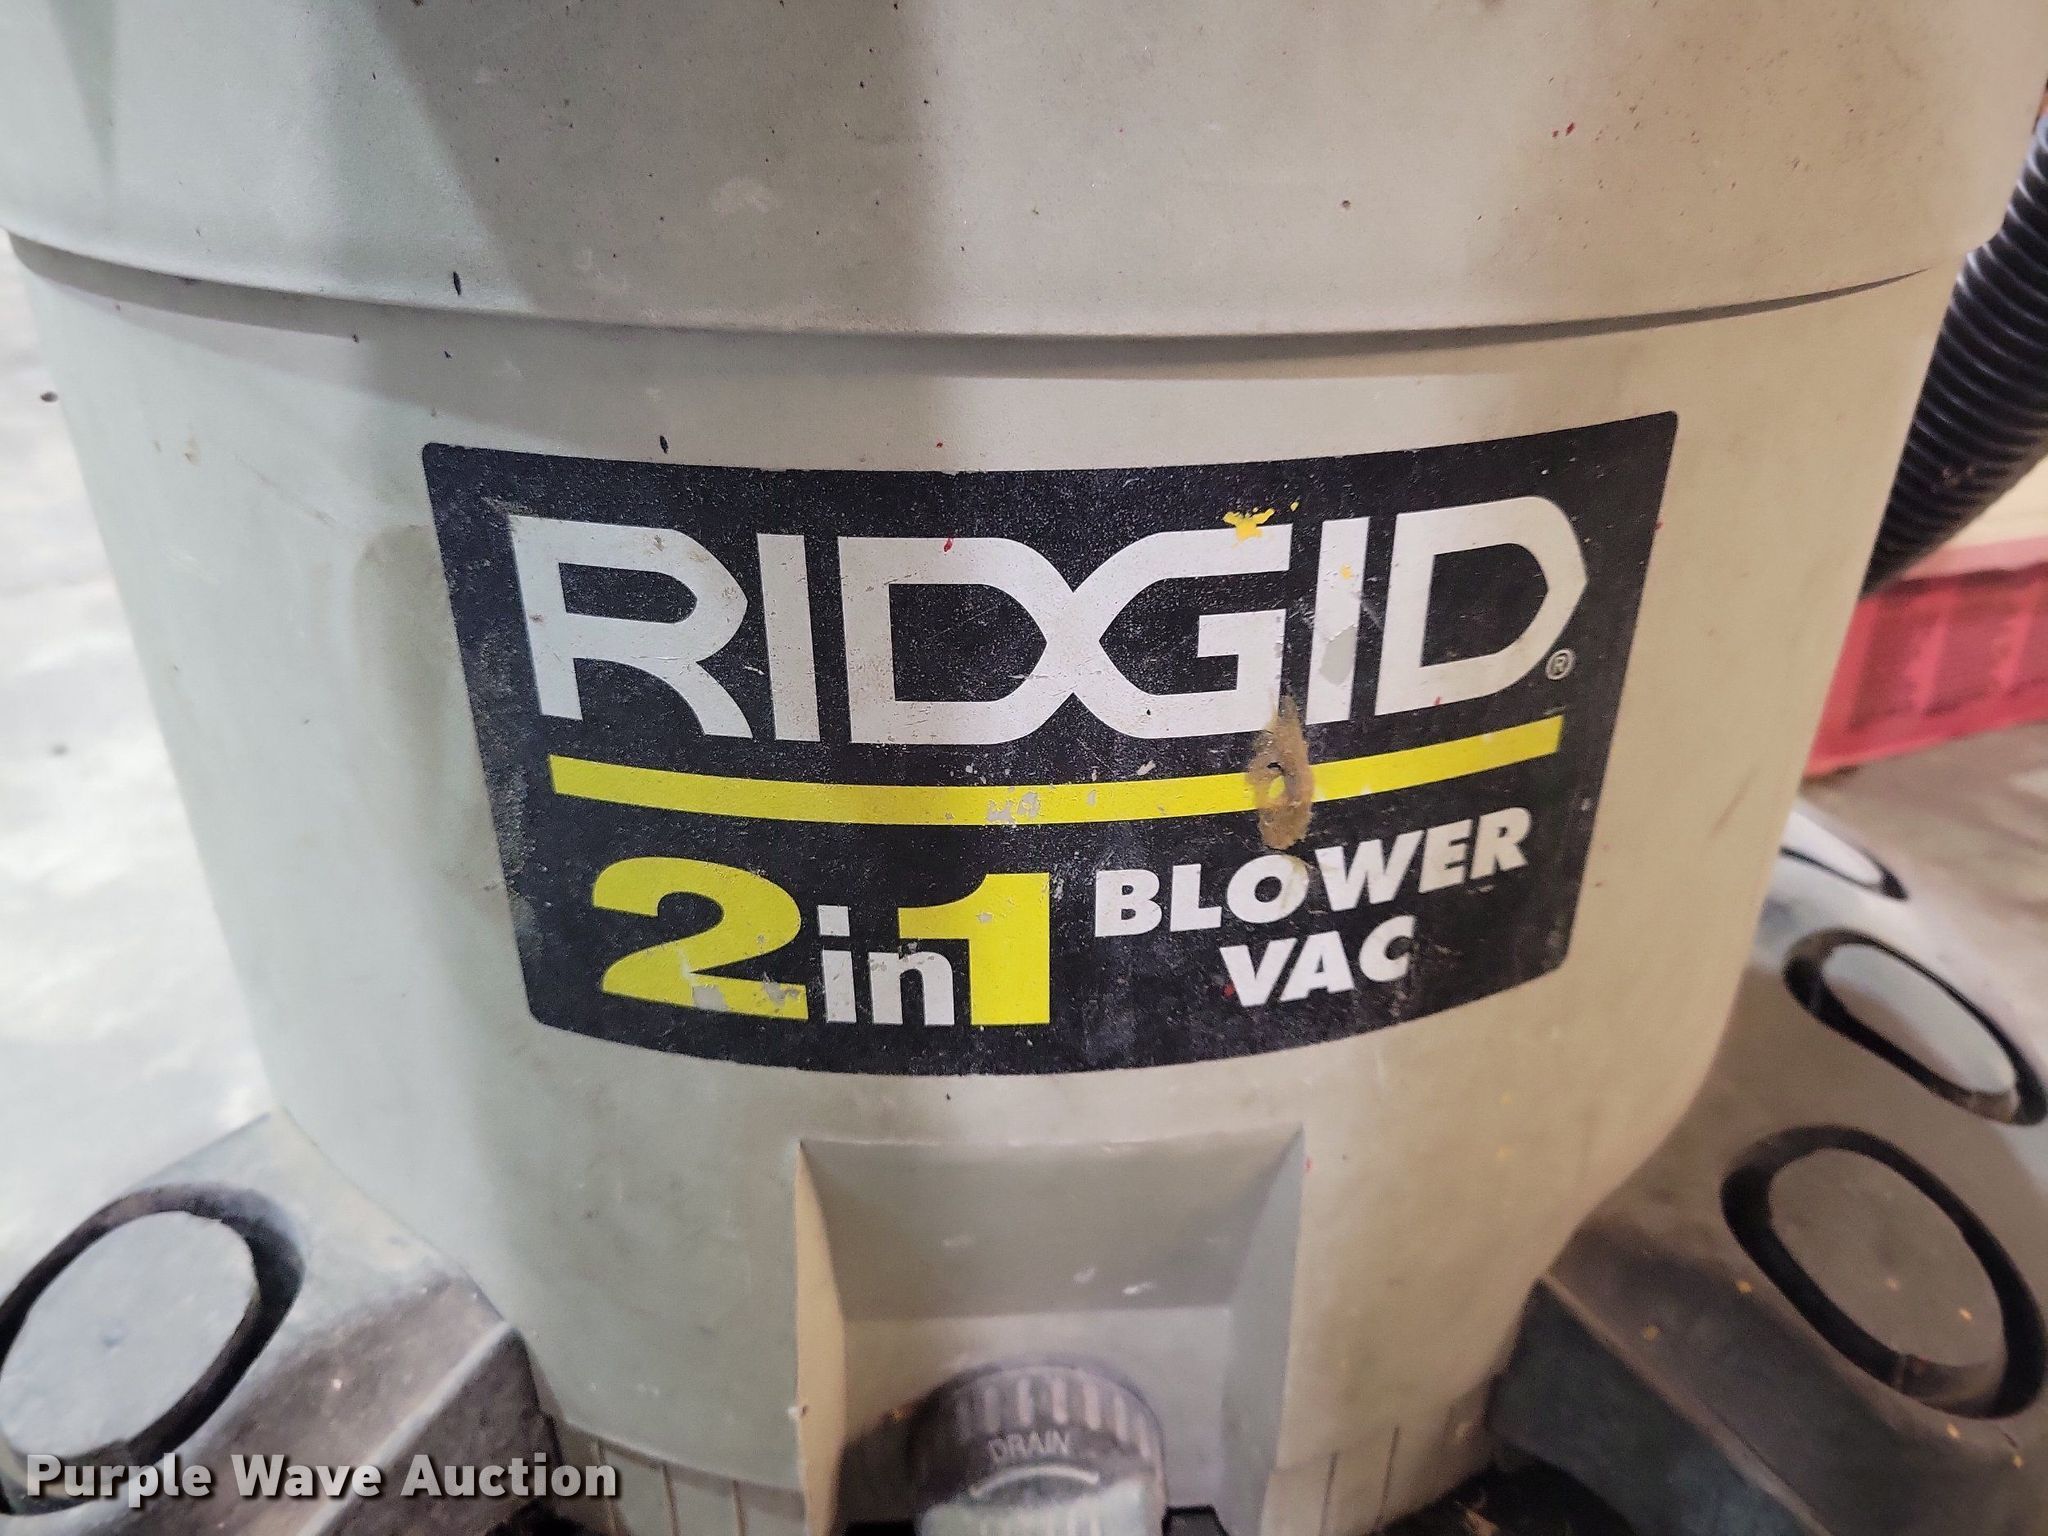 RIDGID®
2in1 BLOWER
VAC
DRAIN
Purple Wave Auction